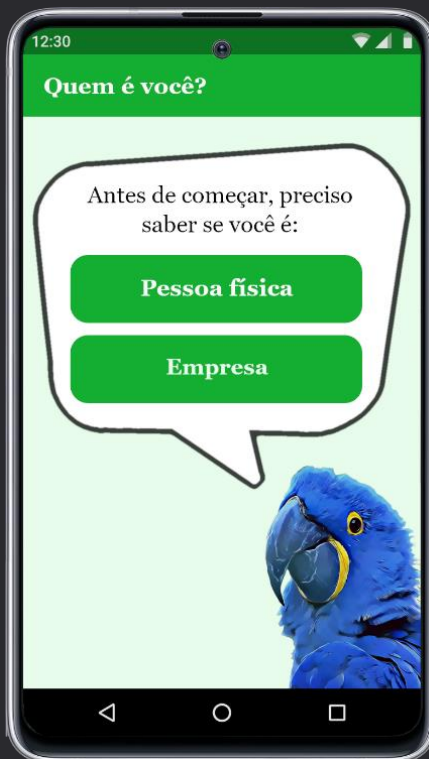 12:30
Quem é você?
Antes de começar, preciso
saber se você é:
Pessoa física
Empresa